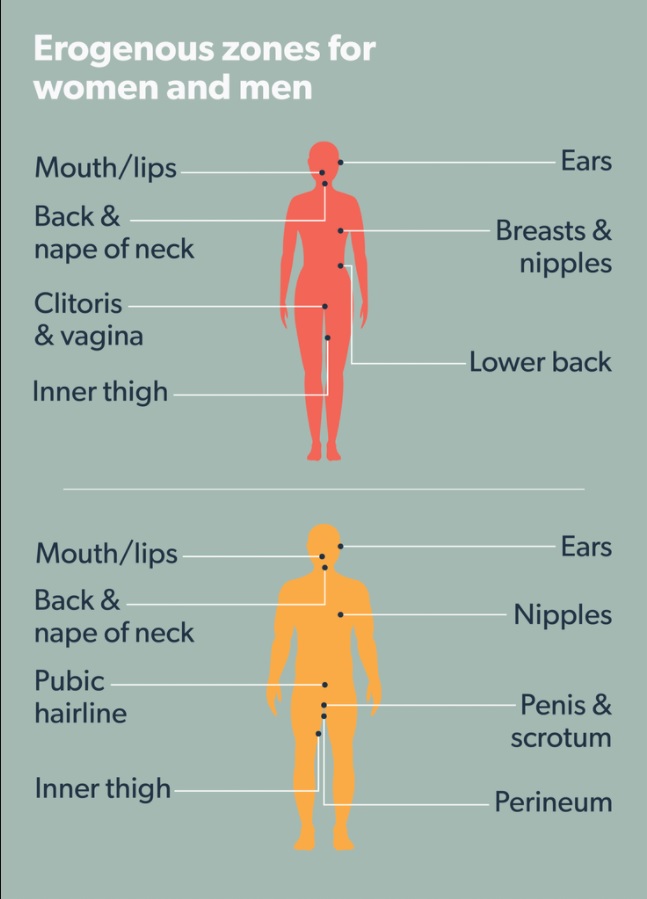 Erogenous zones for
women and men
Mouth/lips
Ears
Back &
nape of neck
Breasts &
nipples
Clitoris
& vagina
Lower back
Inner thigh
Mouth/lips
Ears
Back &
nape of neck
Nipples
Pubic
hairline
Penis &
scrotum
Inner thigh
Perineum